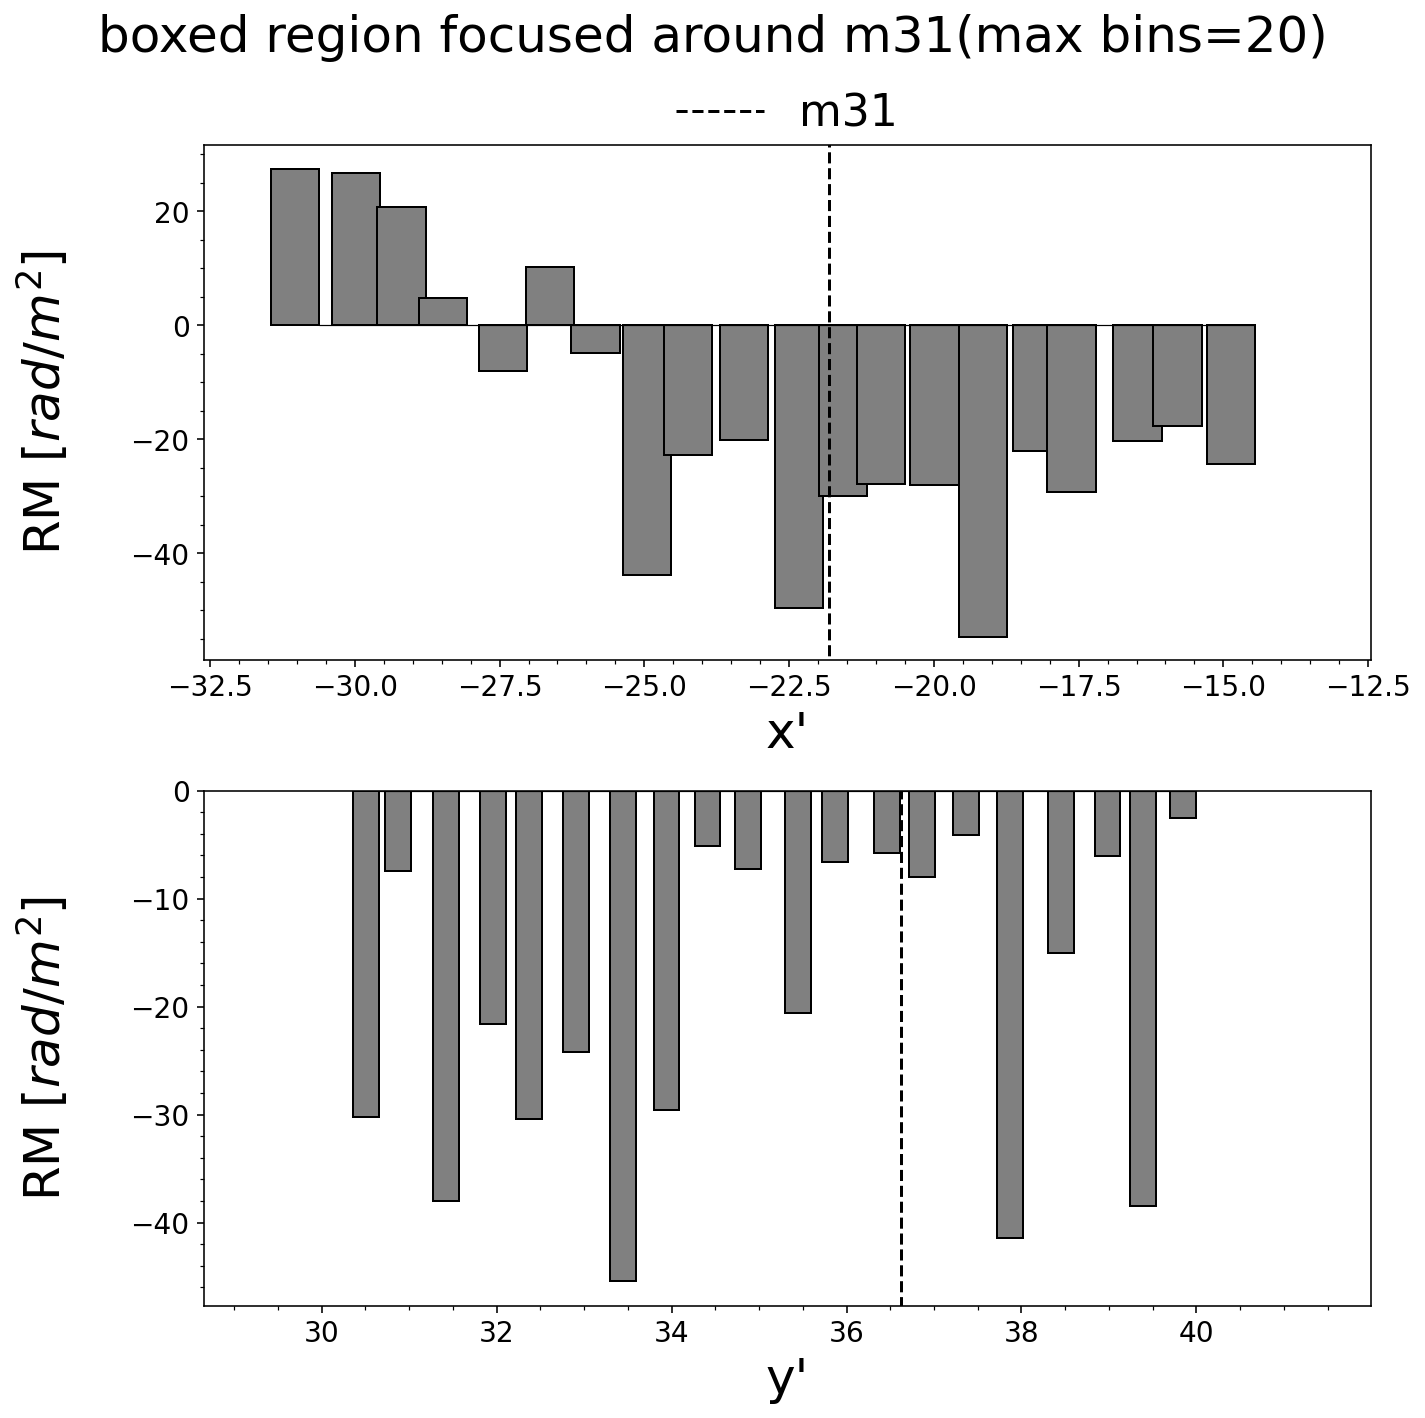 boxed region focused around m31(max bins=20)
m31
20
0
−20
−40
RM [rad/m²]
−32.5 −30.0 −27.5 −25.0 −22.5 −20.0 −17.5 −15.0 −12.5
x'
0
−10
−20
−30
−40
RM [rad/m²]
30 32 34 36 38 40
y'